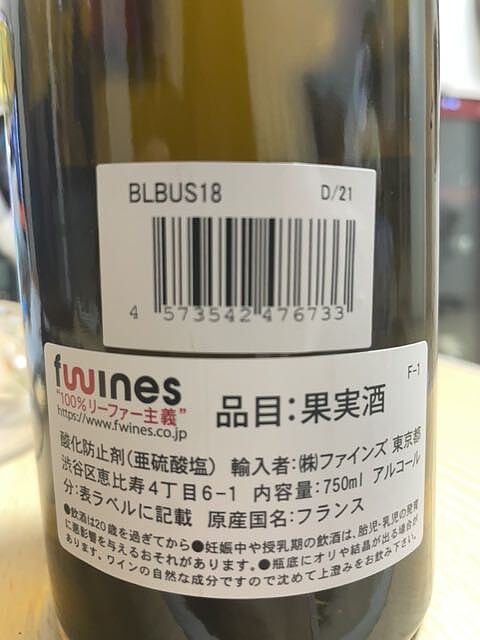 BLBUS18 D/21
4 573542 476733
fwines F-1
"100%リーファー主義"
https://www.fwines.co.jp
品目:果実酒
酸化防止剤(亜硫酸塩) 輸入者:㈱ファインズ 東京都
渋谷区恵比寿4丁目6-1 内容量:750ml アルコール
分:表ラベルに記載 原産国名:フランス
●飲酒は20歳を過ぎてから●妊娠中や授乳期の飲酒は、胎児・乳児の発育
に悪影響を与えるおそれがあります。●瓶底にオリや結晶が出る場合が
あります。ワインの自然な成分ですので沈めて上澄みをお飲み下さい。